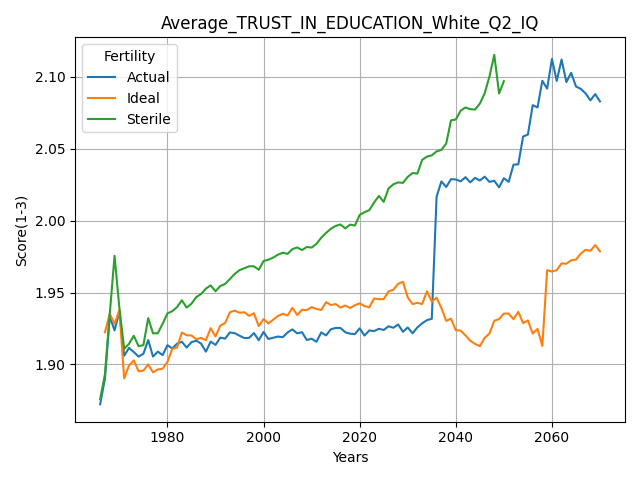 Average_TRUST_IN_EDUCATION_White_Q2_IQ
Fertility
Actual
Ideal
Sterile
Score(1-3)
2.10
2.05
2.00
1.95
1.90
1980
2000
2020
2040
2060
Years